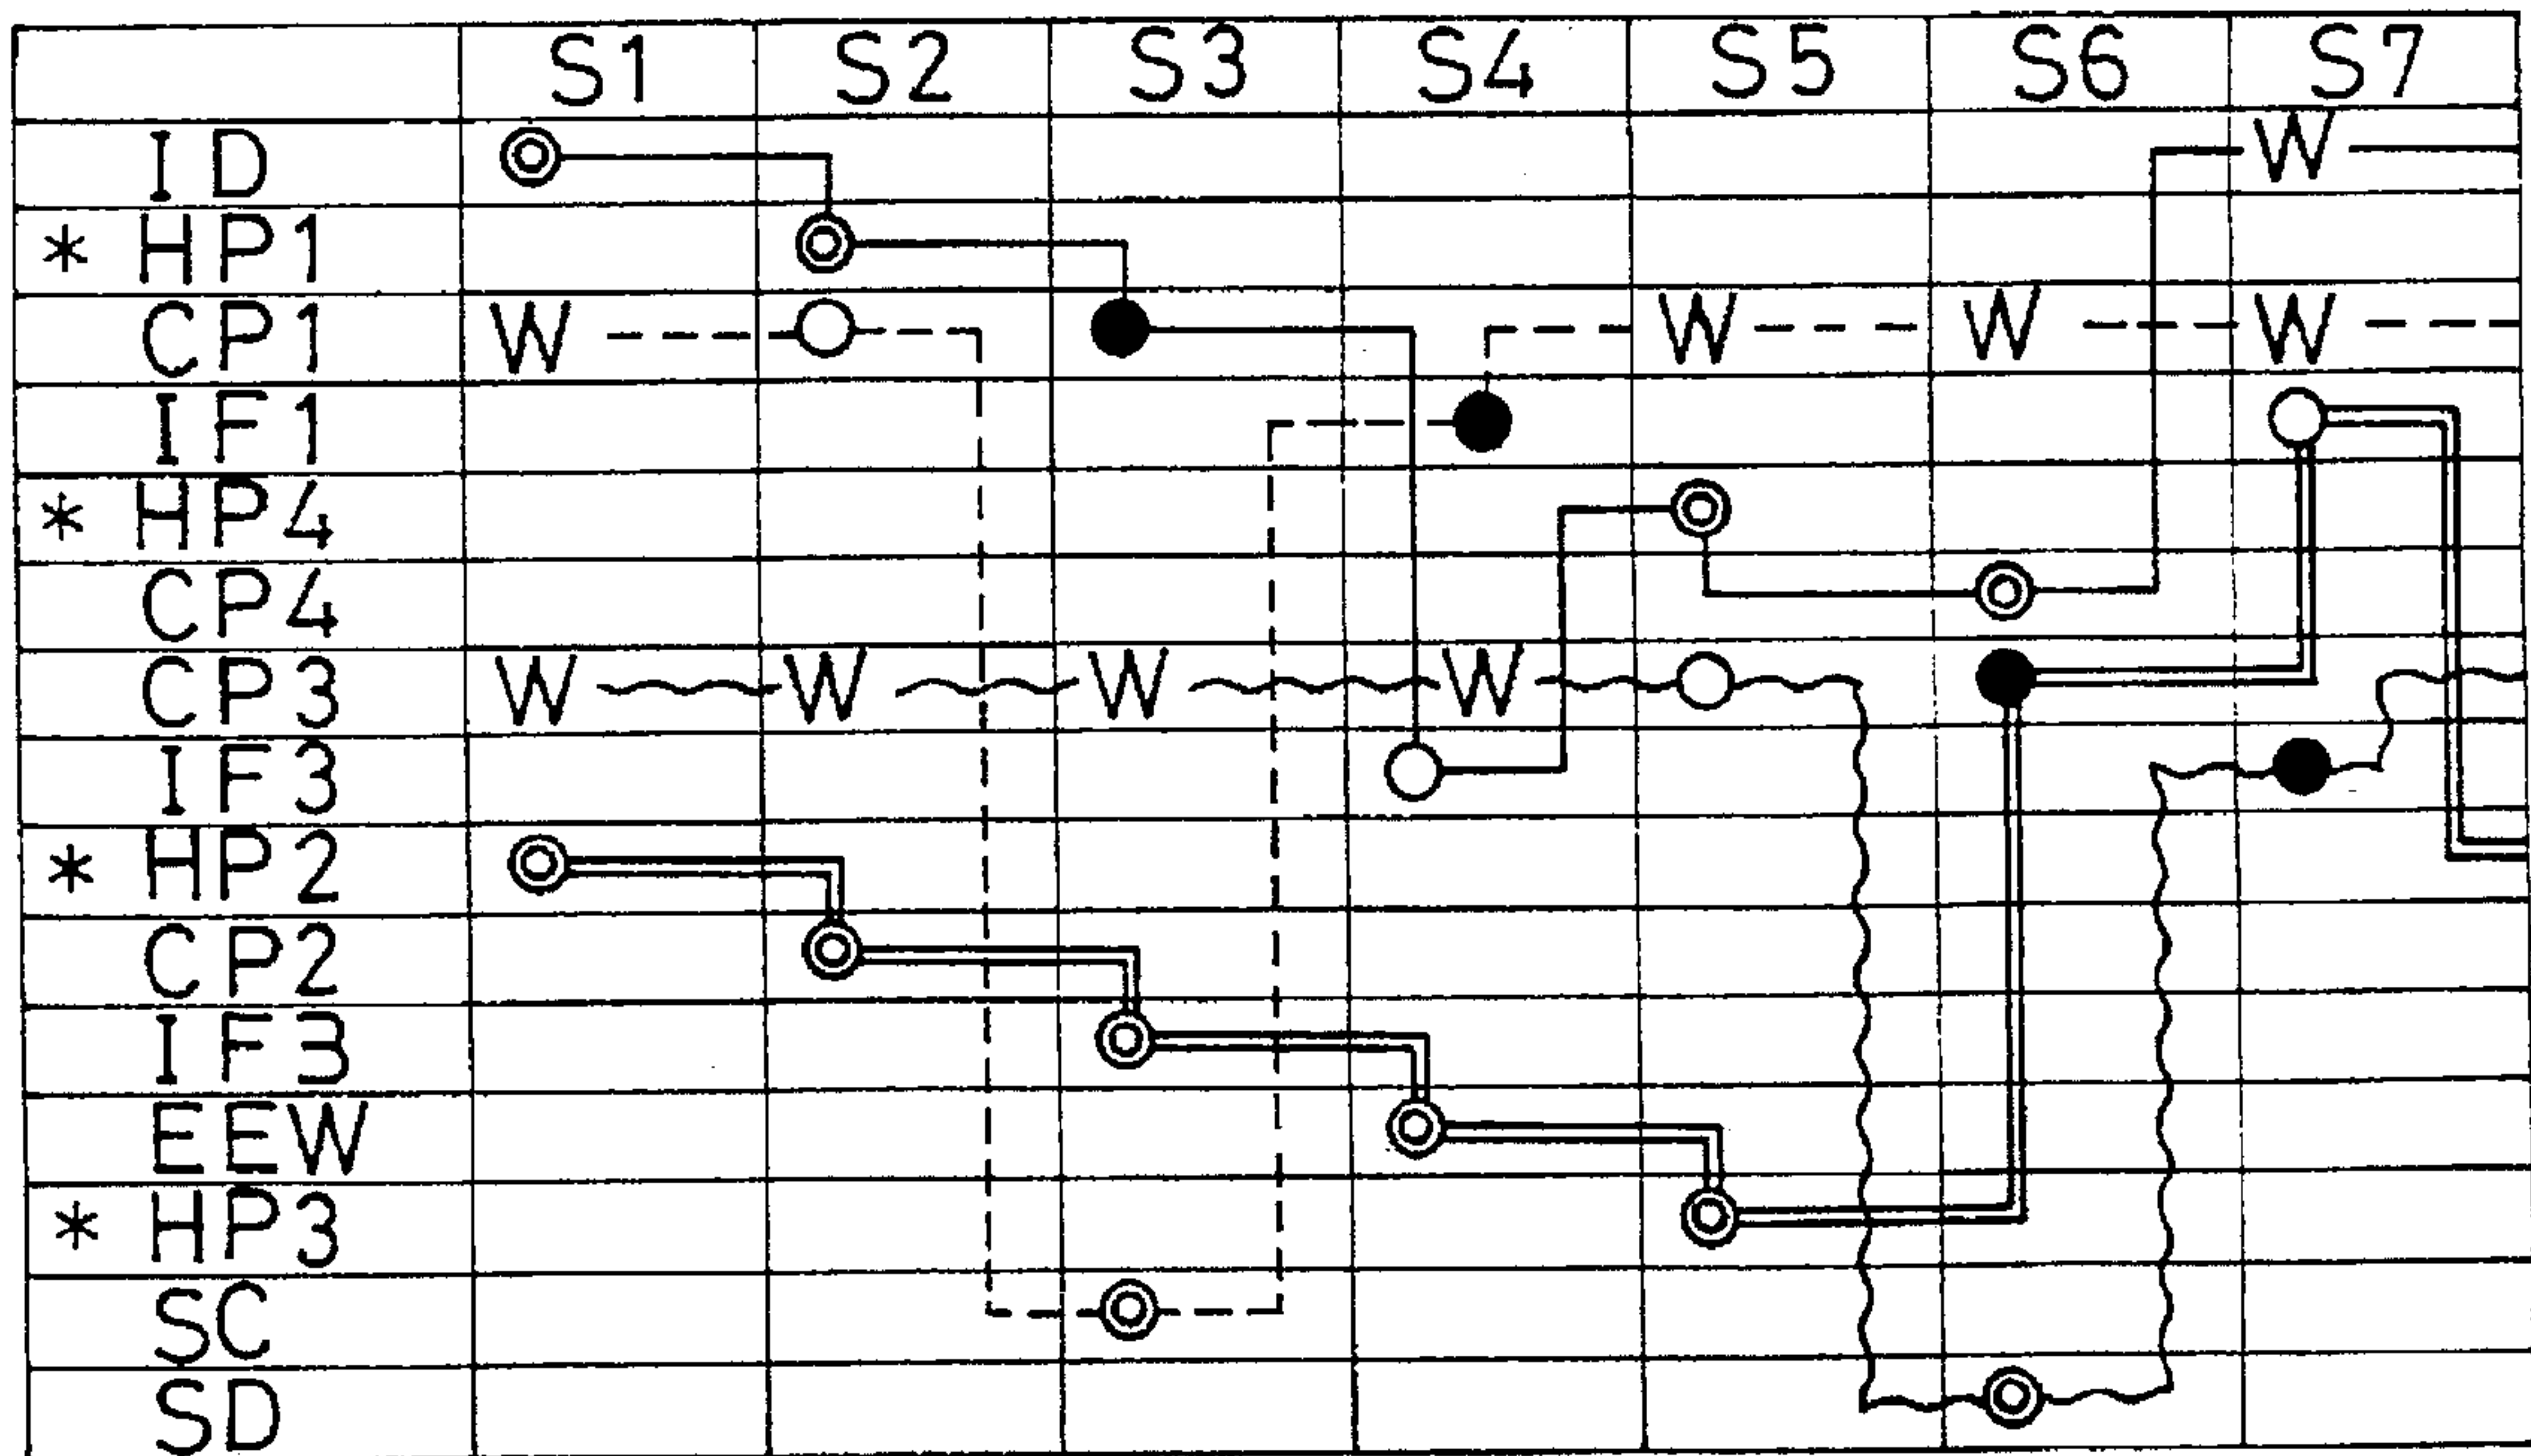 S1 S2 S3 S4 S5 S6 S7
ID W
* HP1
CP1 W W W W
IF1
* HP4
CP4
CP3 W W W W
IF3
* HP2
CP2
IF3
EEW
* HP3
SC
SD